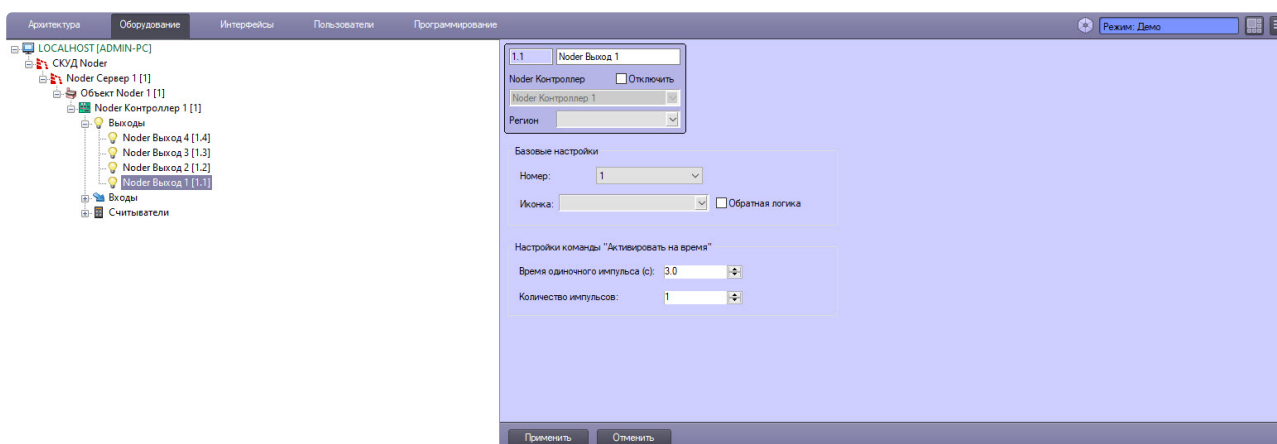 Архитектура Оборудование Интерфейсы Пользователи Программирование Режим: Демо
LOCALHOST [ADMIN-PC]
СКУД Noder
Noder Сервер 1 [1]
Объект Noder 1 [1]
Noder Контроллер 1 [1]
Выходы
Noder Выход 4 [1.4]
Noder Выход 3 [1.3]
Noder Выход 2 [1.2]
Noder Выход 1 [1.1]
Входы
Считыватели
1.1 Noder Выход 1
Noder Контроллер Отключить
Noder Контроллер 1
Регион
Базовые настройки
Номер: 1
Иконка: Обратная логика
Настройки команды "Активировать на время"
Время одиночного импульса (с): 3.0
Количество импульсов: 1
Применить Отменить